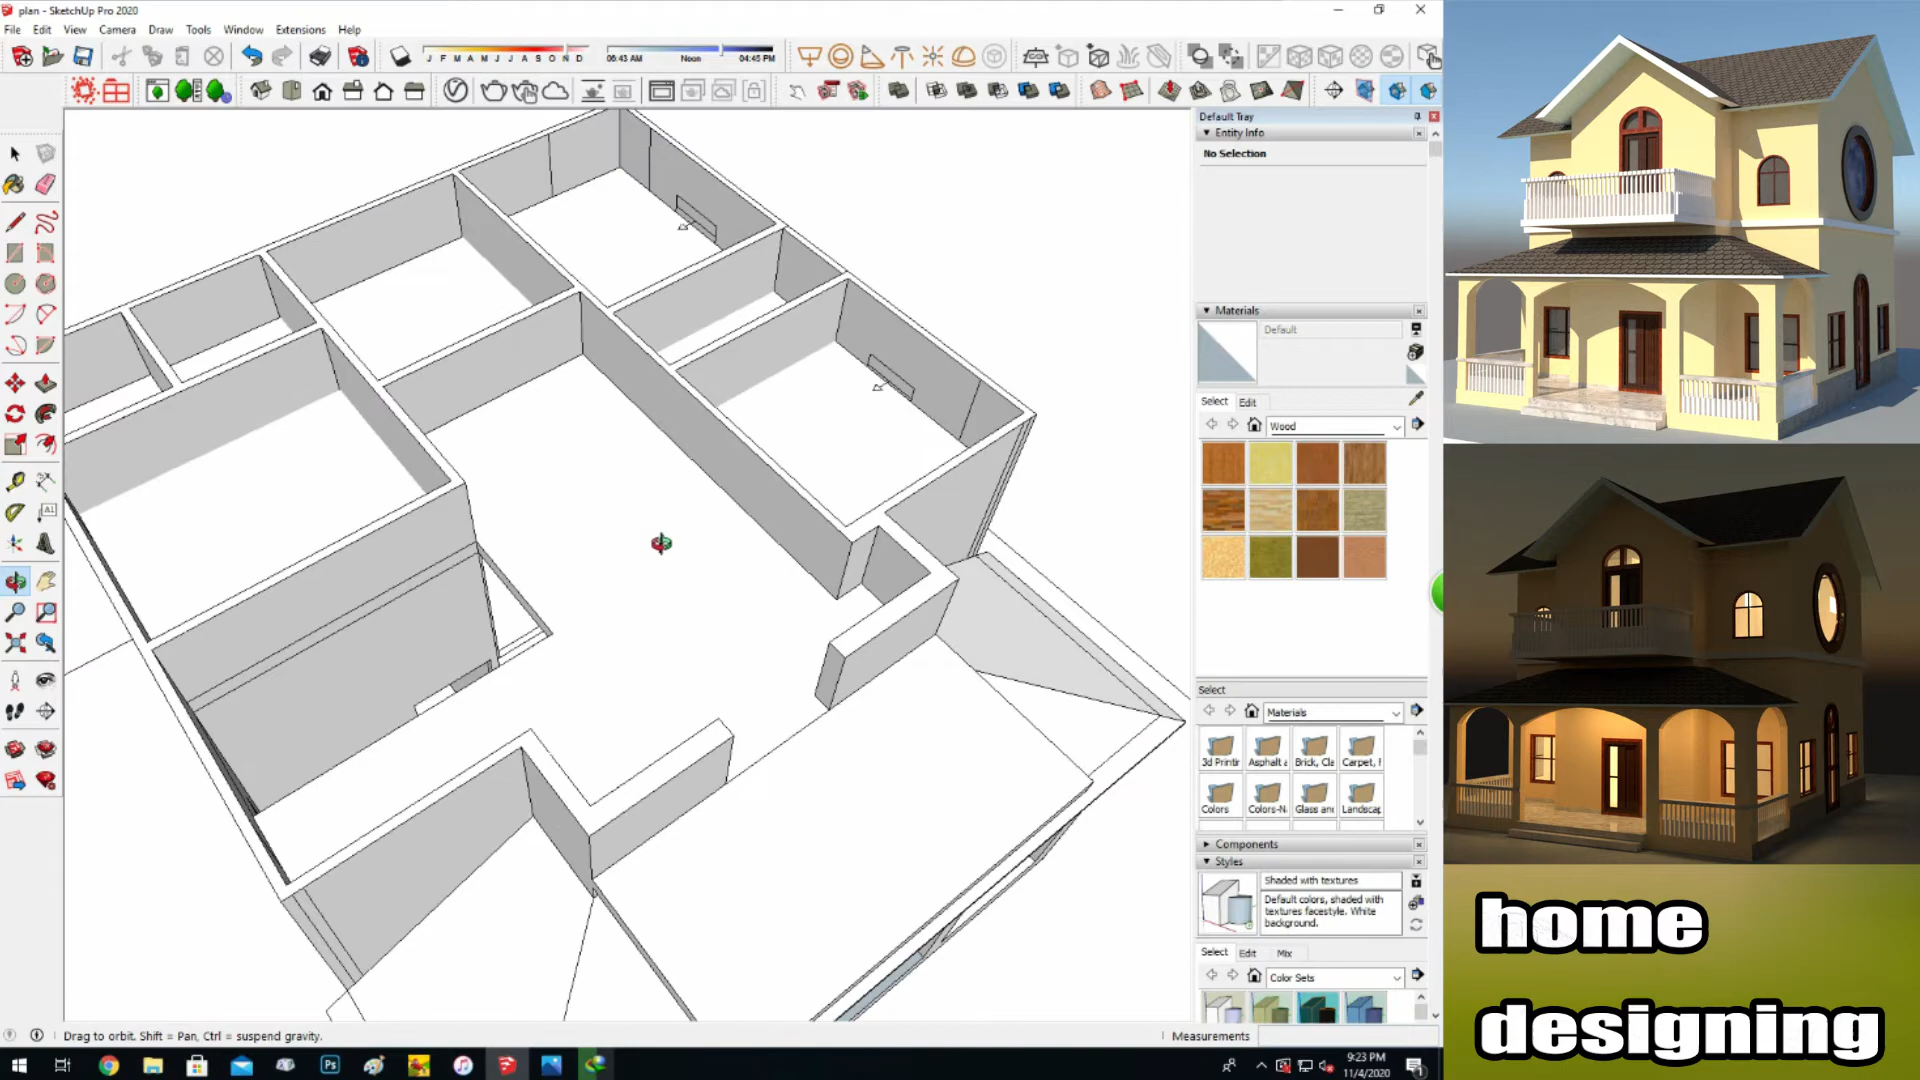 plan - SketchUp Pro 2020
File Edit View Camera Draw Tools Window Extensions Help
J F M A M J J A S O N D
06:43 AM Noon 04:45 PM
Default Tray
Entity Info
No Selection
Materials
Default
Select Edit
Wood
Select
Materials
3d Printin
Asphalt a
Brick, Cla
Carpet, F
Colors
Colors-N
Glass and
Landscap
Components
Styles
Shaded with textures
Default colors, shaded with
textures facestyle. White
background.
Select Edit Mix
Color Sets
Drag to orbit. Shift = Pan, Ctrl = suspend gravity.
Measurements
Ps
9:23 PM
11/4/2020
home
designing